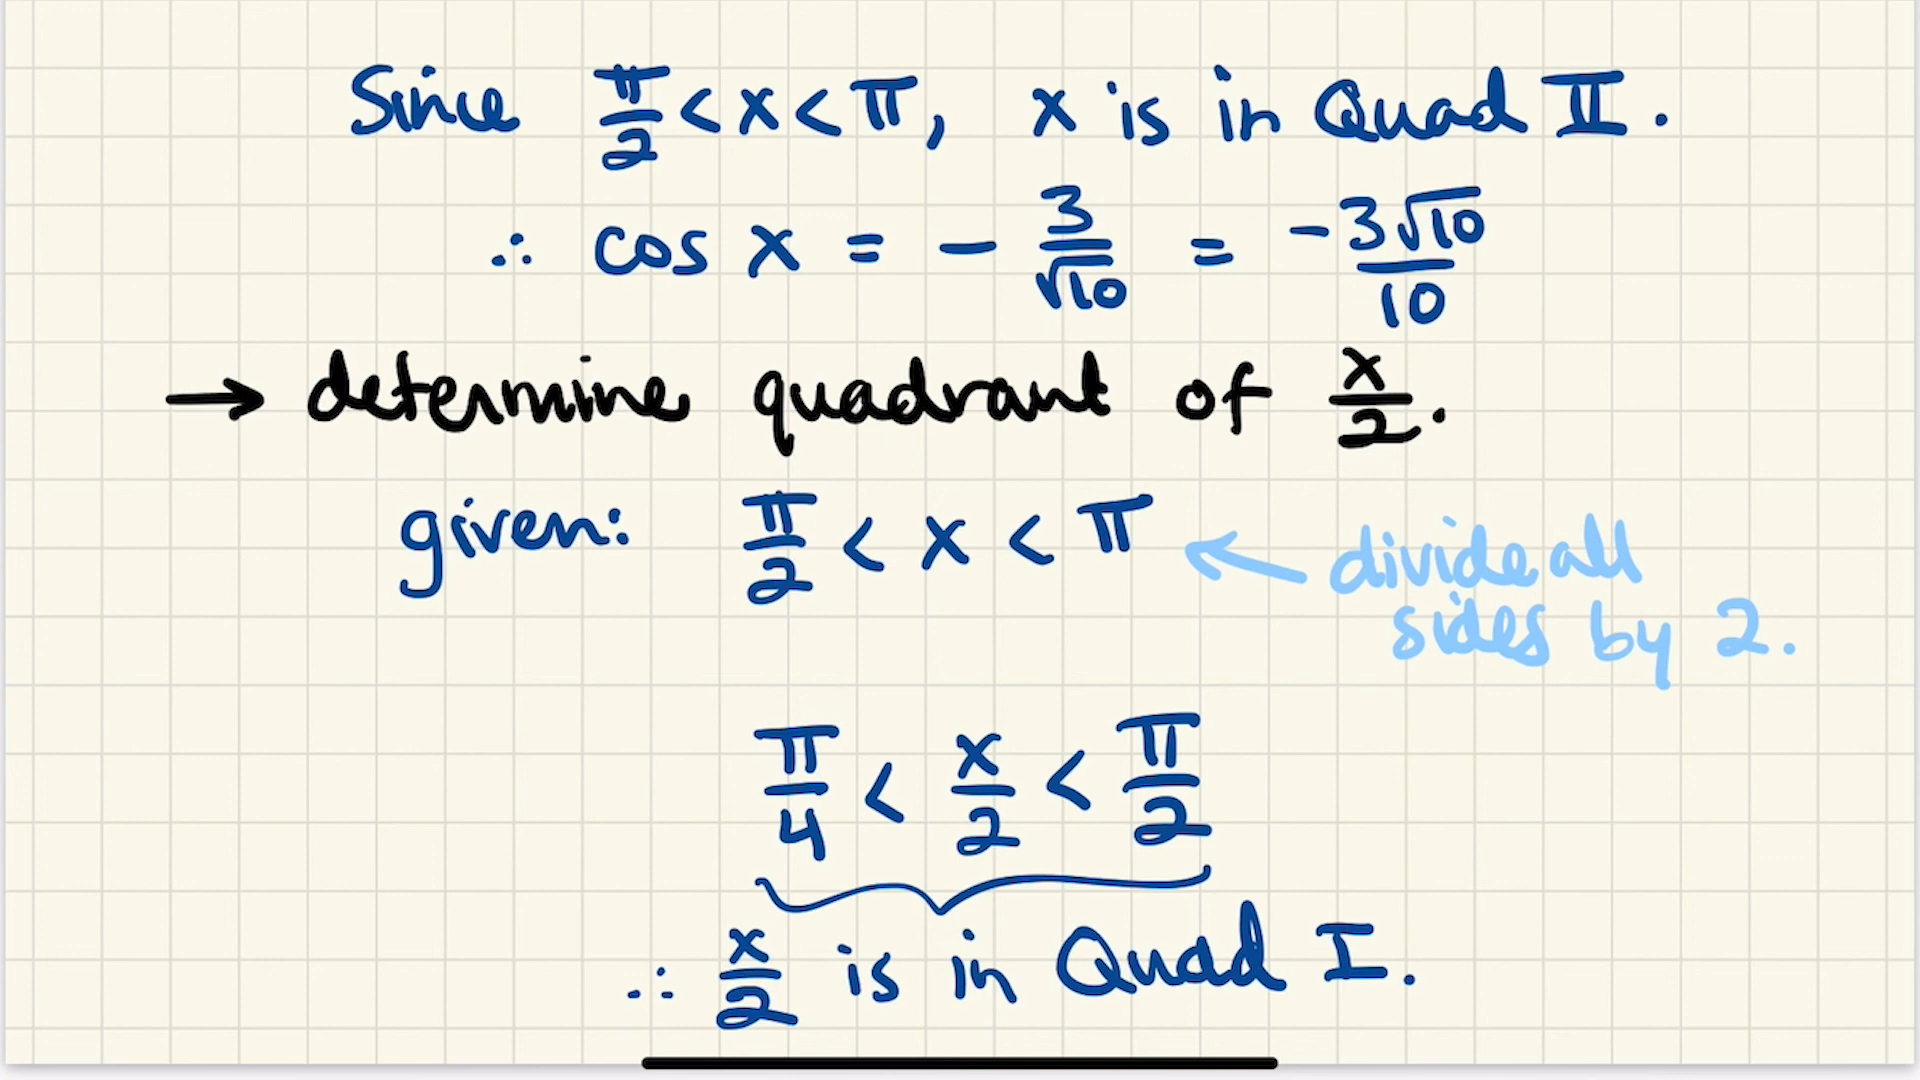 Since π/2 < x < π, x is in Quad II.
∴ cos x = - 3/√10 = -3√10/10
→ determine quadrant of x/2.
given: π/2 < x < π ← divide all
sides by 2.
π/4 < x/2 < π/2
∴ x/2 is in Quad I.